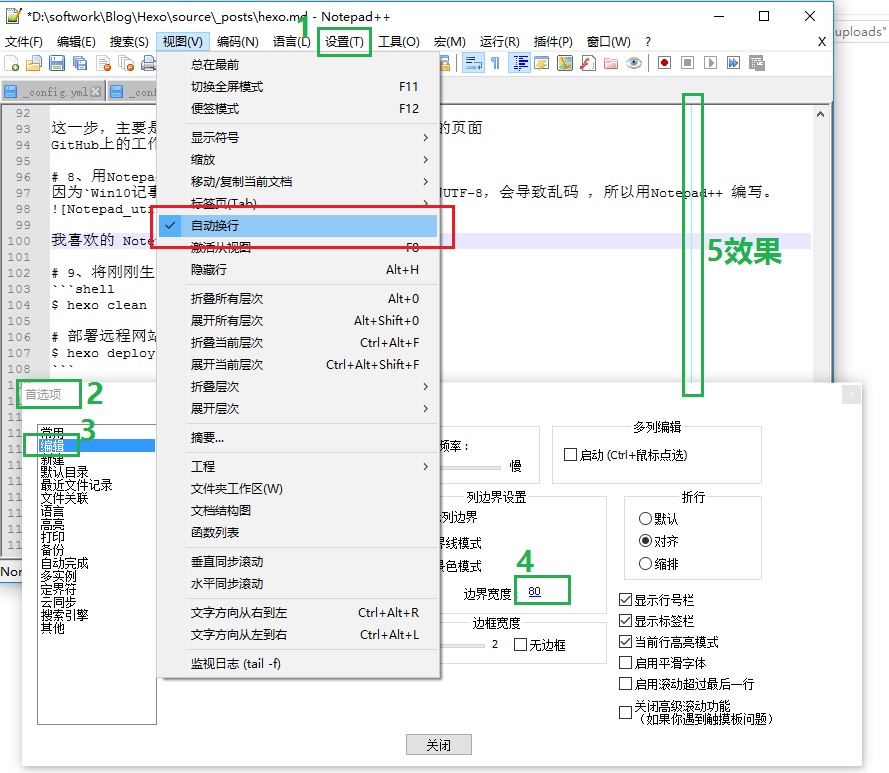 *D:\softwork\Blog\Hexo\source\_posts\hexo.md - Notepad++
uploads"
1
文件(F) 编辑(E) 搜索(S) 视图(V) 编码(N) 语言(L) 设置(T) 工具(O) 宏(M) 运行(R) 插件(P) 窗口(W) ? X
_config.yml
总在最前
切换全屏模式 F11
便签模式 F12
显示符号
缩放
移动/复制当前文档
标签页(Tab)
自动换行
激活从视图 F8
隐藏行 Alt+H
折叠所有层次 Alt+0
展开所有层次 Alt+Shift+0
折叠当前层次 Ctrl+Alt+F
展开当前层次 Ctrl+Alt+Shift+F
折叠层次
展开层次
摘要...
工程
文件夹工作区(W)
文档结构图
函数列表
垂直同步滚动
水平同步滚动
文字方向从右到左 Ctrl+Alt+R
文字方向从左到右 Ctrl+Alt+L
监视日志 (tail -f)
92
93 这一步，主要是 的页面
94 GitHub上的工作
95
96 # 8、用Notepad
97 因为`Win10记事 UTF-8，会导致乱码 ，所以用Notepad++ 编写。
98 ![Notepad_ut
99
100 我喜欢的 Note
101
102 # 9、将刚刚生
103 ```shell
104 $ hexo clean
105
106 # 部署远程网站
107 $ hexo deploy
108 ```
5效果
首选项
2
3
常用
编辑
新建
默认目录
最近文件记录
文件关联
语言
高亮
打印
备份
自动完成
多实例
定界符
云同步
搜索引擎
其他
Nor
频率：
慢
列边界设置
列边界
界线模式
景色模式
4
边界宽度 80
边框宽度
2 无边框
多列编辑
启动 (Ctrl+鼠标点选)
折行
默认
对齐
缩排
显示行号栏
显示标签栏
当前行高亮模式
启用平滑字体
启用滚动超过最后一行
关闭高级滚动功能
（如果你遇到触摸板问题）
关闭